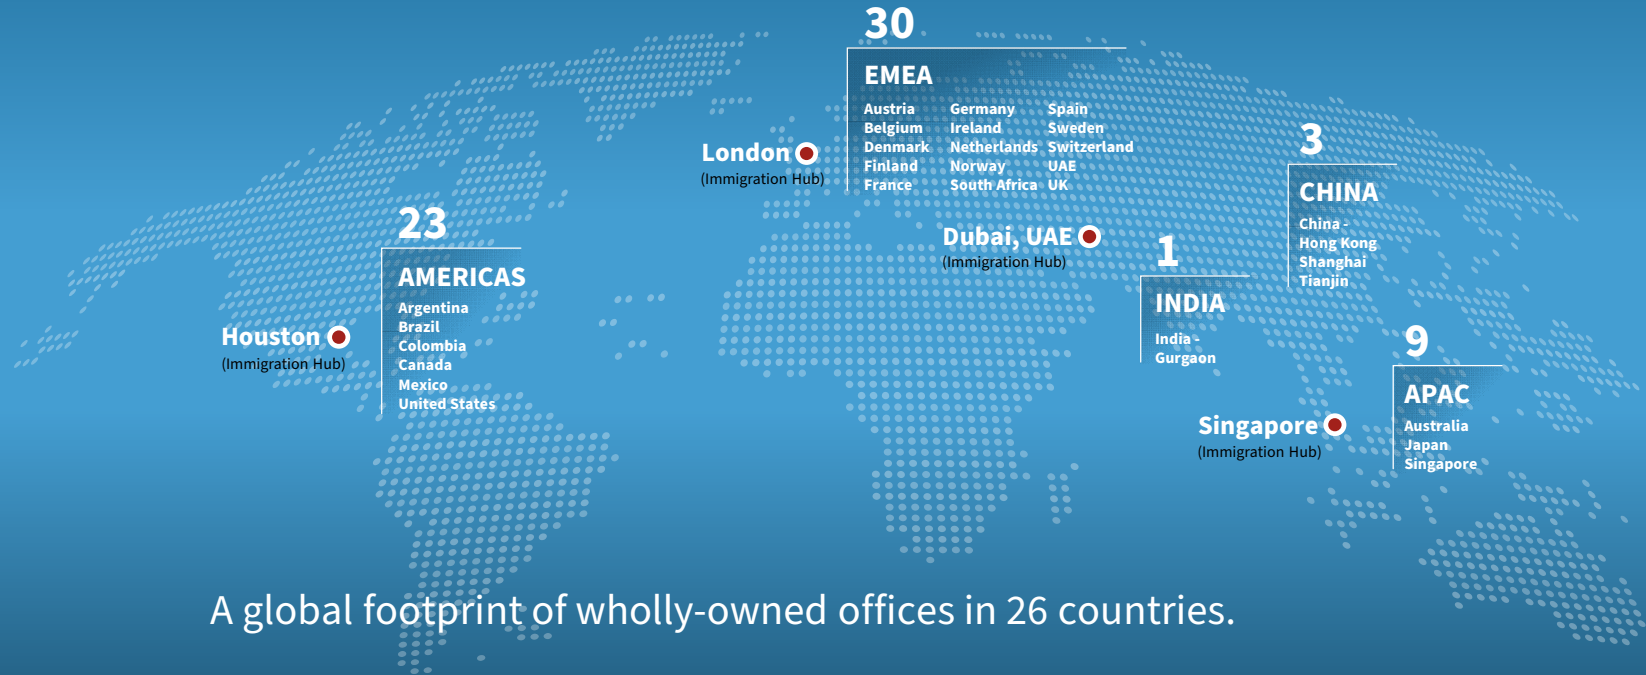 30
EMEA
Austria Germany Spain
Belgium Ireland Sweden
Denmark Netherlands Switzerland
Finland Norway UAE
France South Africa UK
London
(Immigration Hub)
3
CHINA
China -
Hong Kong
Shanghai
Tianjin
23
AMERICAS
Argentina
Brazil
Colombia
Canada
Mexico
United States
Dubai, UAE
(Immigration Hub)
1
INDIA
India -
Gurgaon
Houston
(Immigration Hub)
9
APAC
Australia
Japan
Singapore
Singapore
(Immigration Hub)
A global footprint of wholly-owned offices in 26 countries.